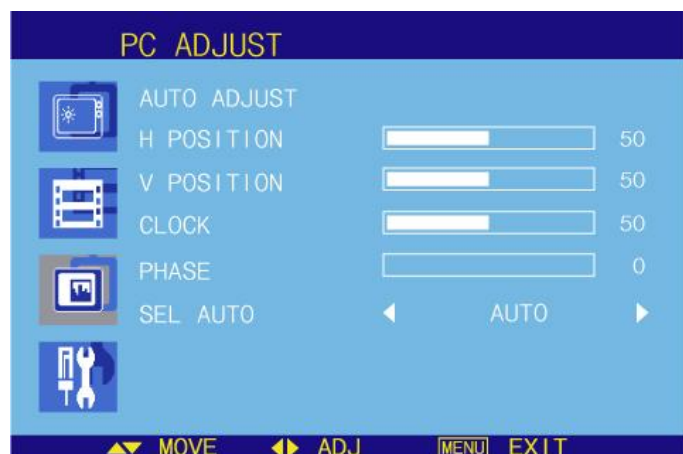 PC ADJUST
AUTO ADJUST
H POSITION 50
V POSITION 50
CLOCK 50
PHASE 0
SEL AUTO AUTO
MOVE ADJ MENU EXIT